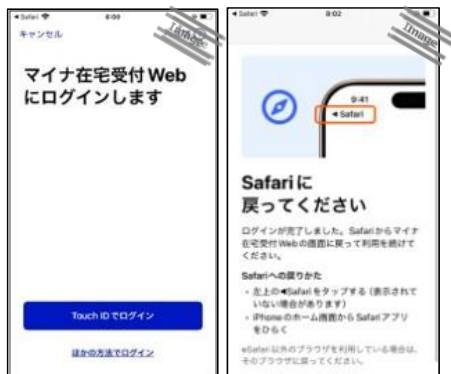 ◀Safari
8:00
キャンセル
Image
マイナ在宅受付 Web
にログインします
Touch IDでログイン
ほかの方法でログイン
◀Safari
9:02
Image
9:41
◀Safari
Safariに
戻ってください
ログインが完了しました。Safariからマイナ
在宅受付Webの画面に戻って利用を続けて
ください。
Safariへの戻りかた
・ 左上の◀Safariをタップする（表示されて
いない場合があります）
・ iPhoneのホーム画面からSafariアプリ
をひらく
※Safari以外のブラウザを利用している場合は、
そのブラウザに戻ってください。